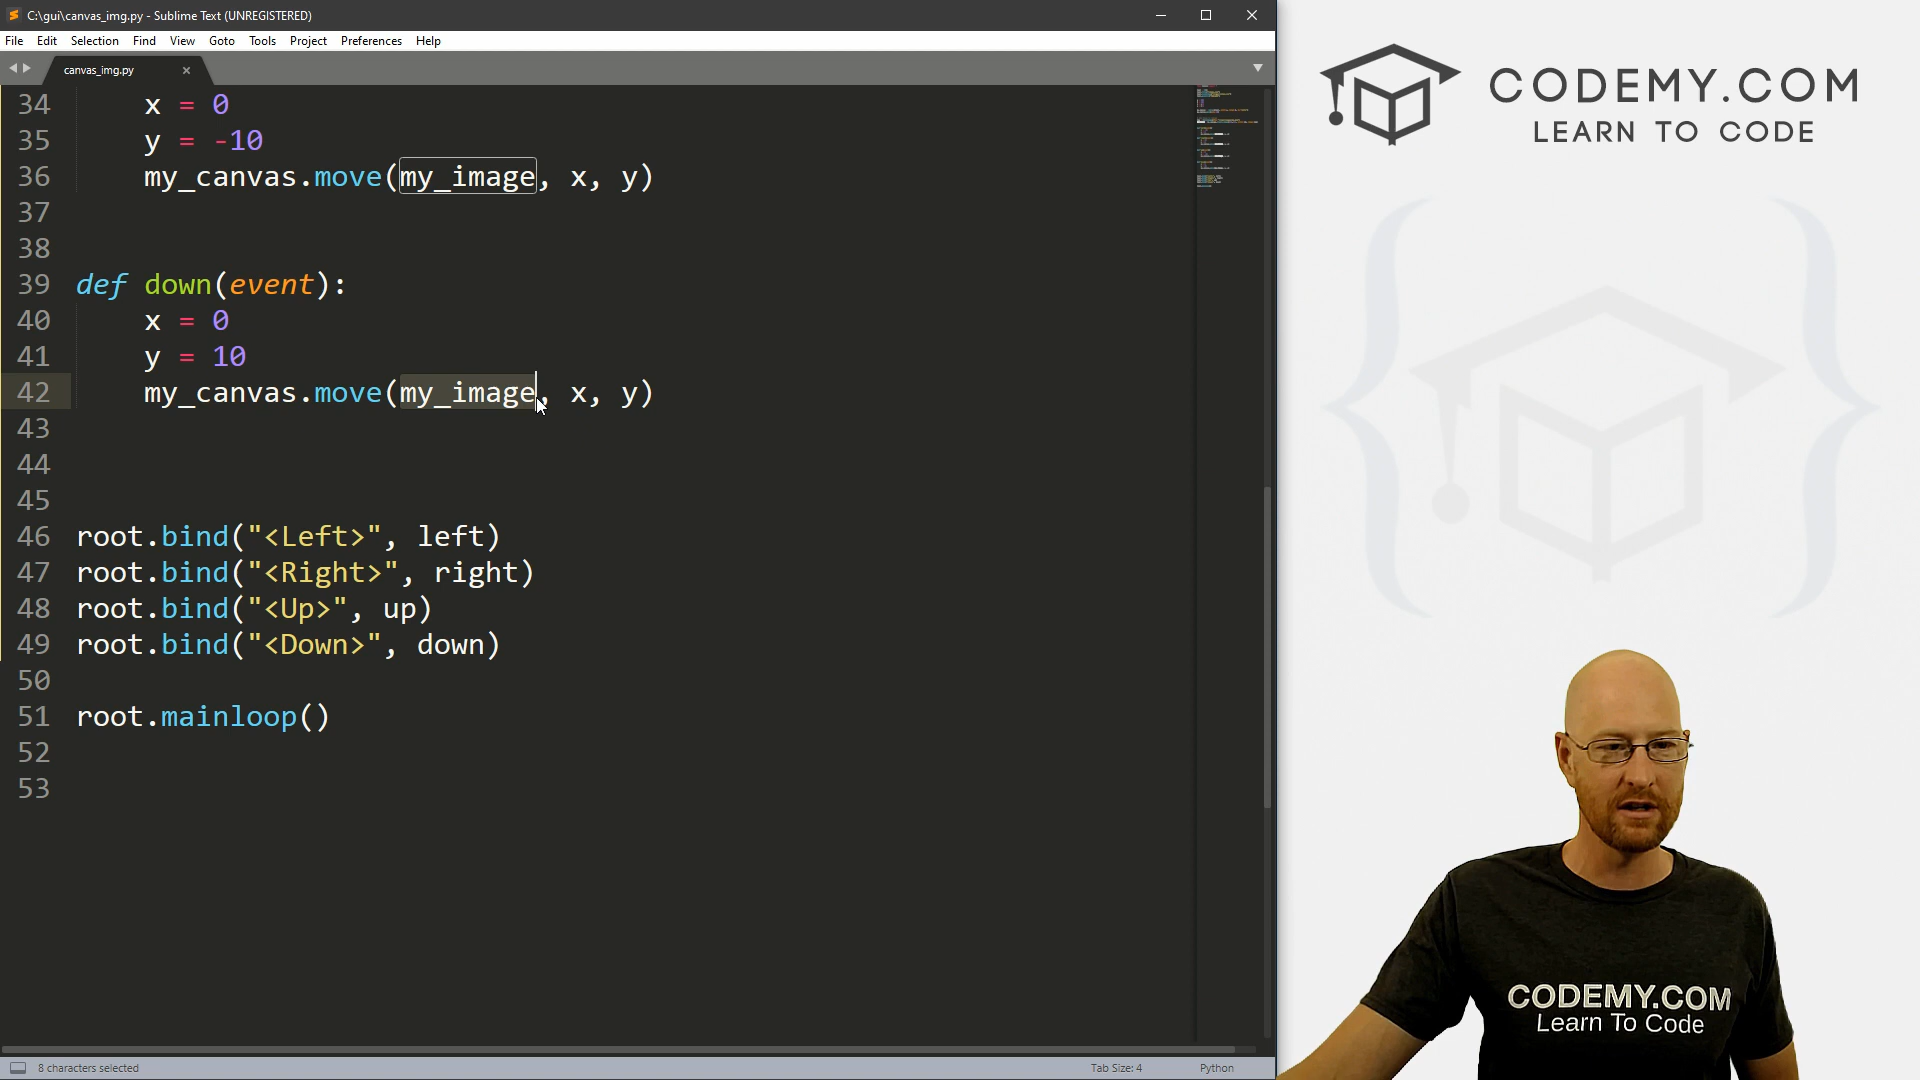 C:\gui\canvas_img.py - Sublime Text (UNREGISTERED)
File Edit Selection Find View Goto Tools Project Preferences Help
canvas_img.py
34 x = 0
35 y = -10
36 my_canvas.move(my_image, x, y)
37
38
39 def down(event):
40 x = 0
41 y = 10
42 my_canvas.move(my_image, x, y)
43
44
45
46 root.bind("<Left>", left)
47 root.bind("<Right>", right)
48 root.bind("<Up>", up)
49 root.bind("<Down>", down)
50
51 root.mainloop()
52
53
8 characters selected
Tab Size: 4
Python
CODEMY.COM
LEARN TO CODE
CODEMY.COM
Learn To Code